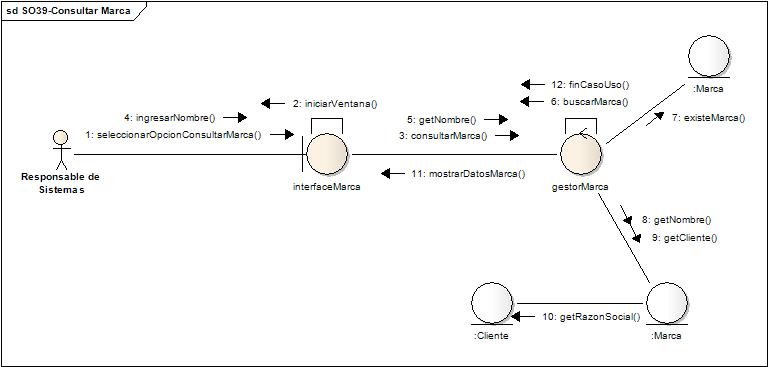 sd SO39-Consultar Marca
12: finCasoUso()
:Marca
4: ingresarNombre()
2: iniciarVentana()
5: getNombre()
6: buscarMarca()
7: existeMarca()
1: seleccionarOpcionConsultarMarca()
3: consultarMarca()
Responsable de
Sistemas
interfaceMarca
11: mostrarDatosMarca()
gestorMarca
8: getNombre()
9: getCliente()
10: getRazonSocial()
:Cliente
:Marca